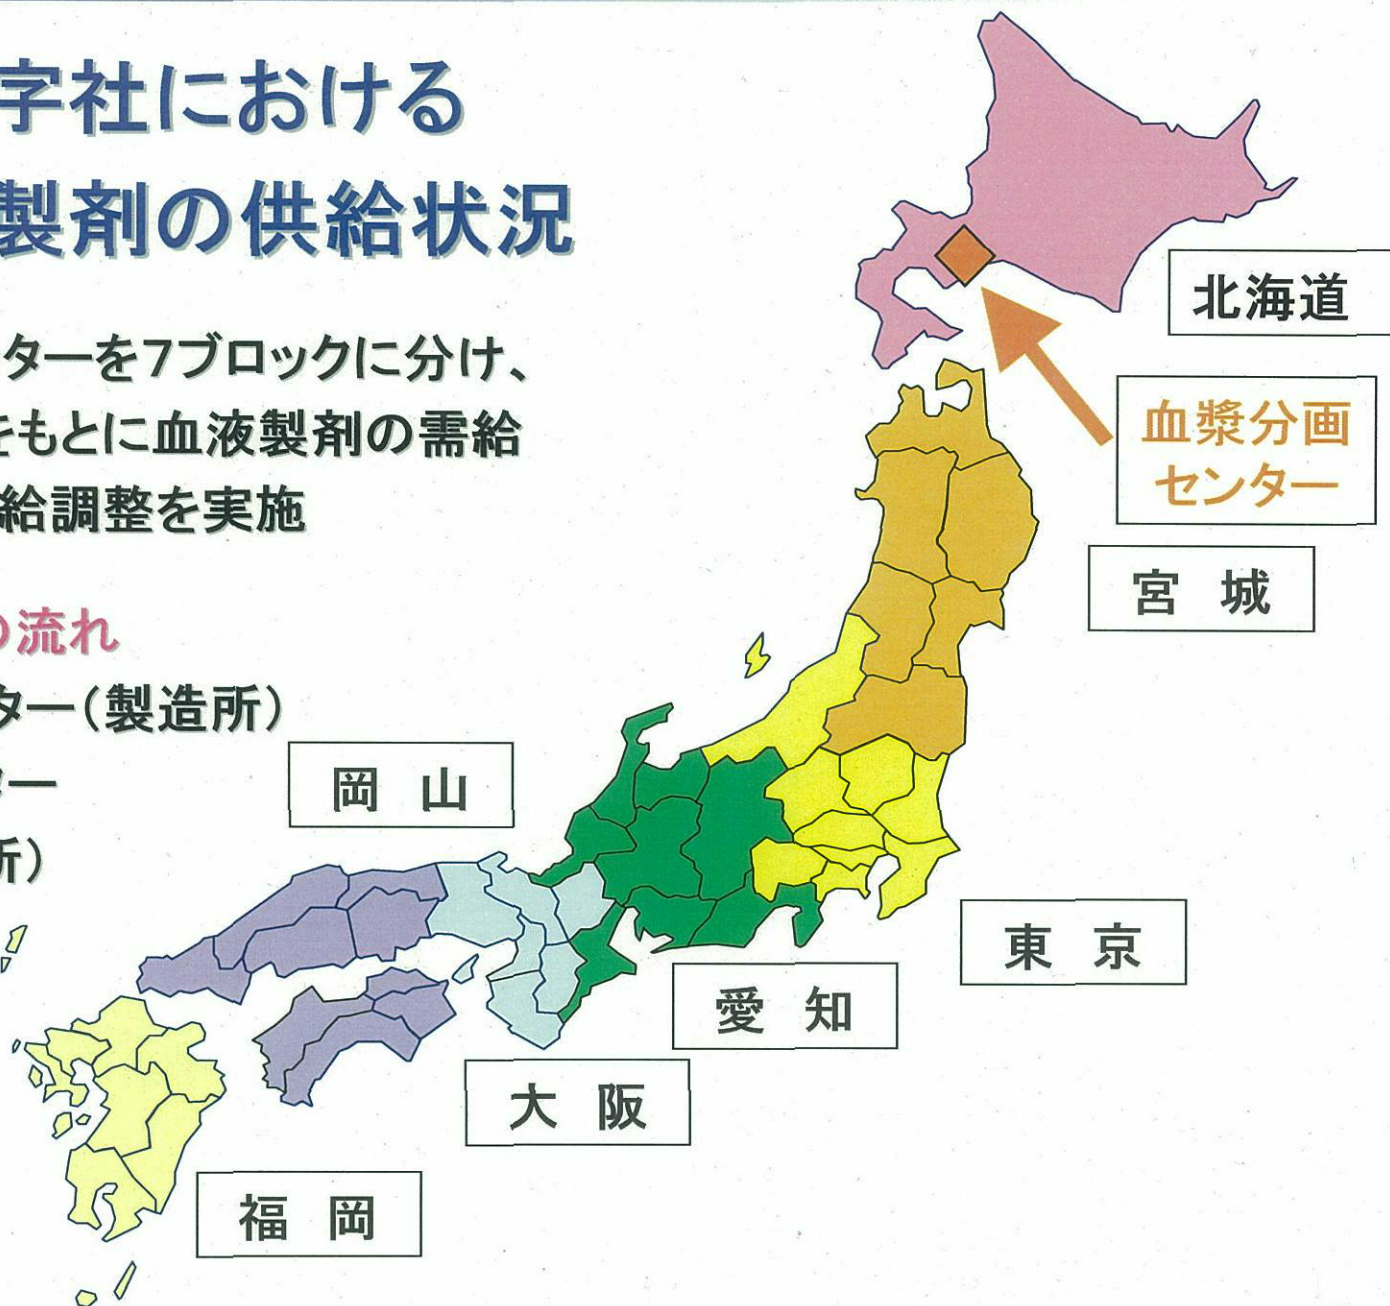 字社における
製剤の供給状況
ターを7ブロックに分け、
をもとに血液製剤の需給
給調整を実施
の流れ
ター（製造所）
ター
所）
北海道
血漿分画
センター
宮 城
岡 山
東 京
愛 知
大 阪
福 岡